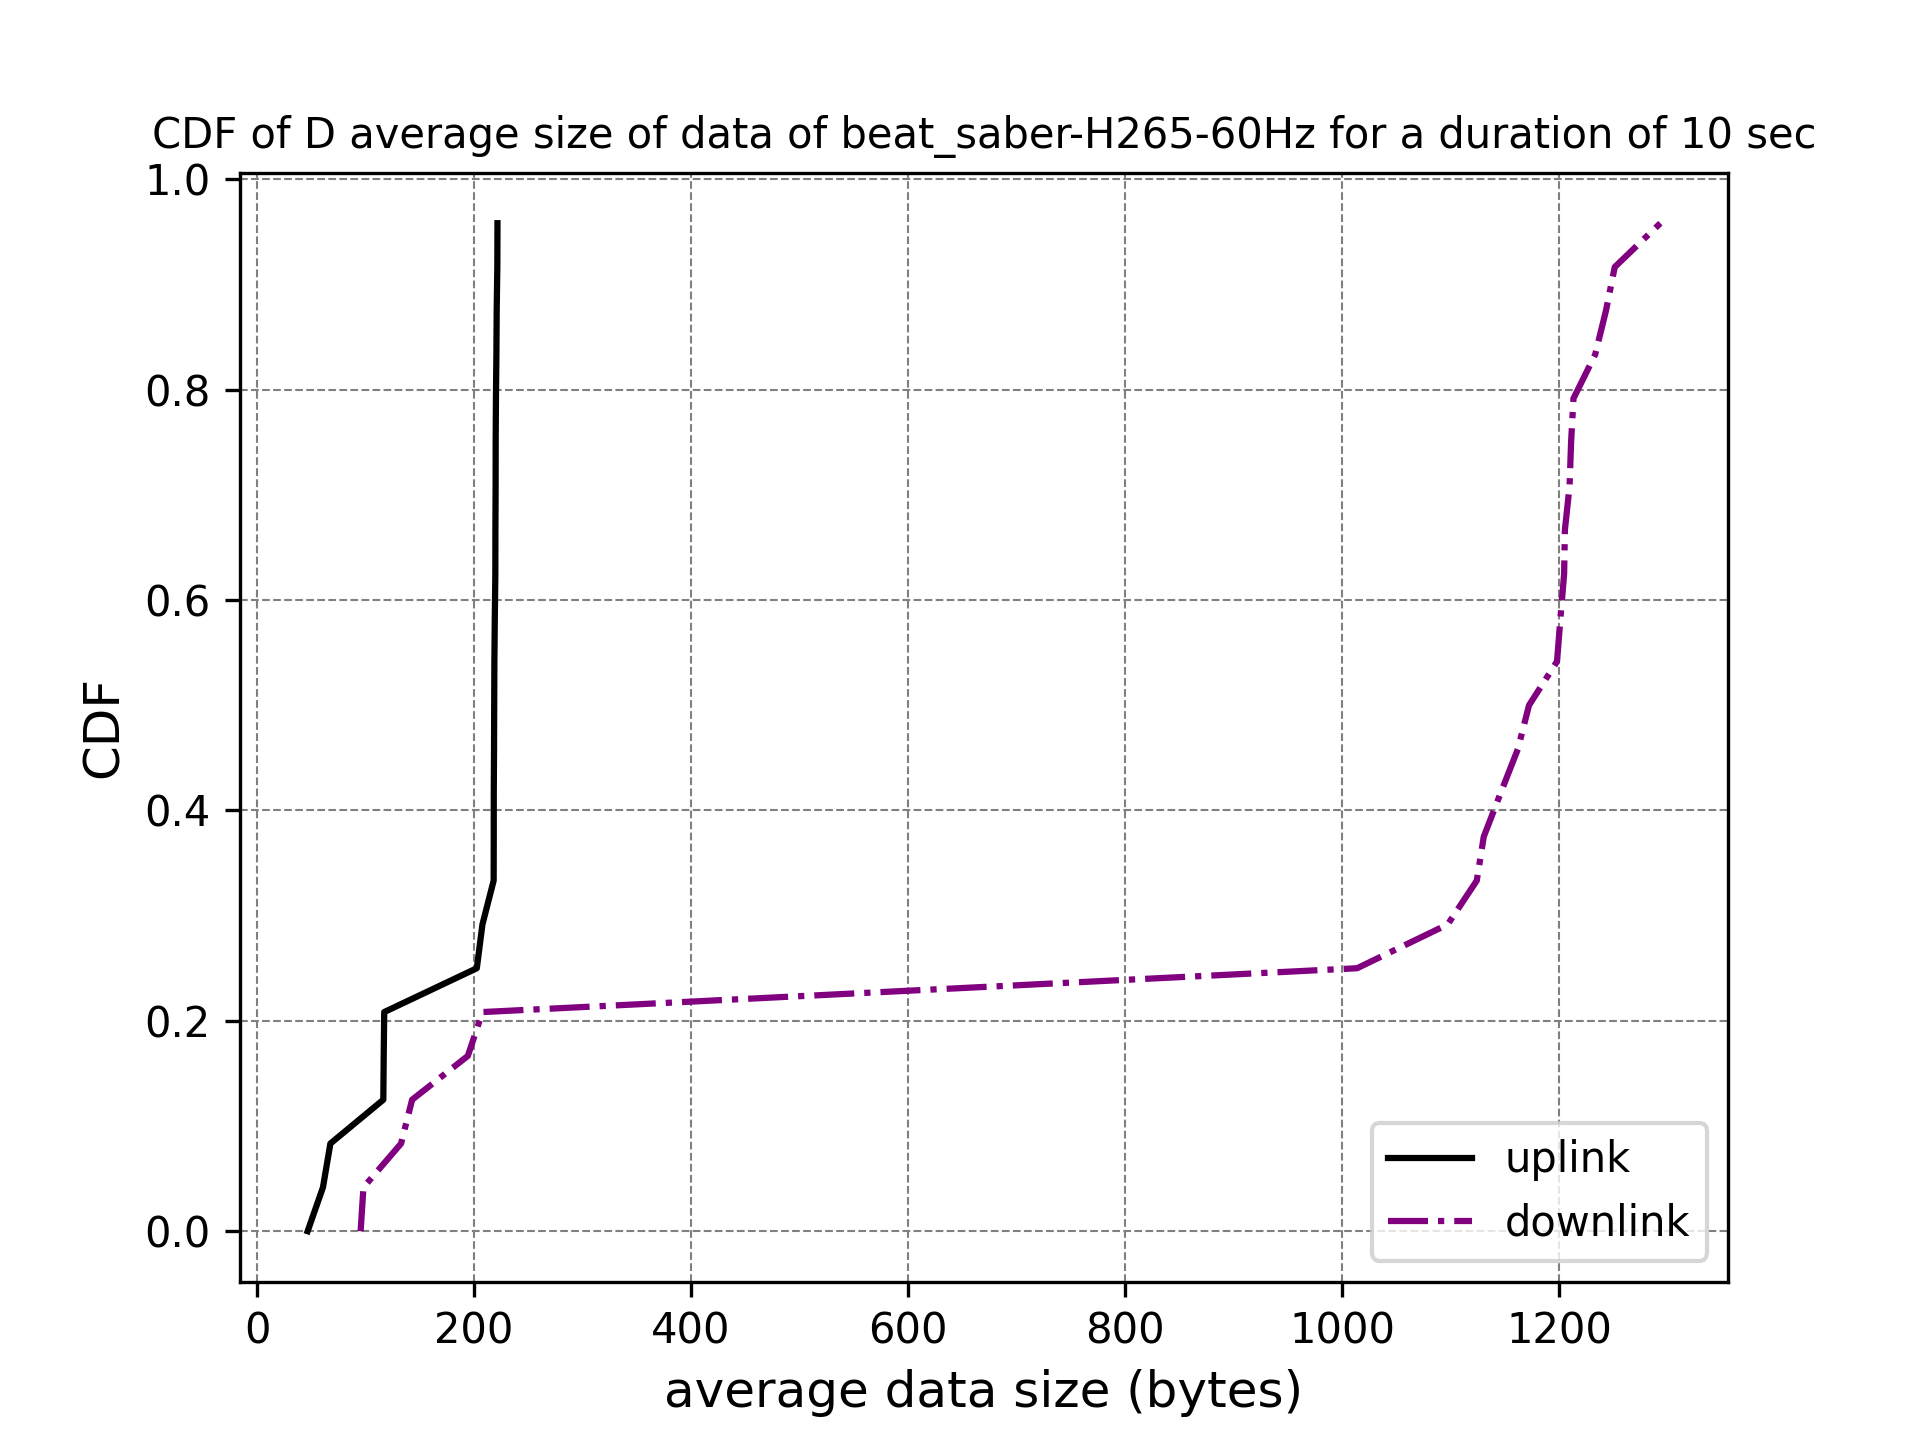 CDF of D average size of data of beat_saber-H265-60Hz for a duration of 10 sec
1.0
0.8
0.6
0.4
0.2
0.0
CDF
uplink
downlink
0 200 400 600 800 1000 1200
average data size (bytes)